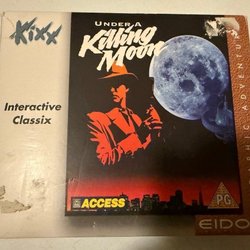 Kixx
Interactive
Classix
UNDER A
Killing
Moon
ACCESS
PG
EIDO